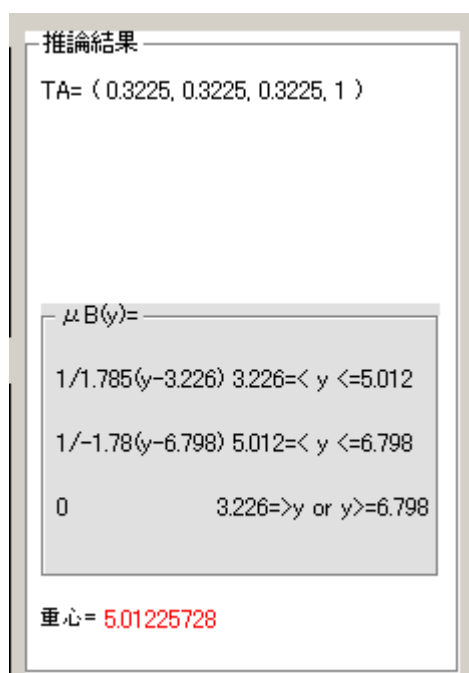 推論結果
TA= ( 0.3225, 0.3225, 0.3225, 1 )
μB(y)=
1/1.785(y-3.226) 3.226=< y <=5.012
1/-1.78(y-6.798) 5.012=< y <=6.798
0 3.226=>y or y>=6.798
重心= 5.01225728